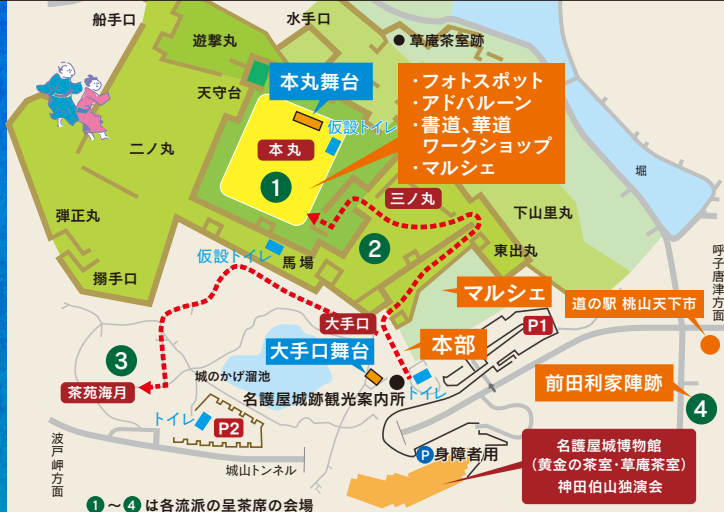 船手口
水手口
遊撃丸
草庵茶室跡
天守台
本丸舞台
・フォトスポット
・アドバルーン
・書道、華道
ワークショップ
・マルシェ
仮設トイレ
本丸
二ノ丸
1
堀
三ノ丸
弾正丸
下山里丸
2
東出丸
搦手口
仮設トイレ
馬場
呼子唐津方面
マルシェ
道の駅 桃山天下市
大手口
P1
大手口舞台
本部
3
城のかげ溜池
茶苑海月
名護屋城跡観光案内所
トイレ
前田利家陣跡
4
トイレ
P2
波戸岬方面
P身障者用
名護屋城博物館
(黄金の茶室・草庵茶室)
神田伯山独演会
城山トンネル
1～4は各流派の呈茶席の会場